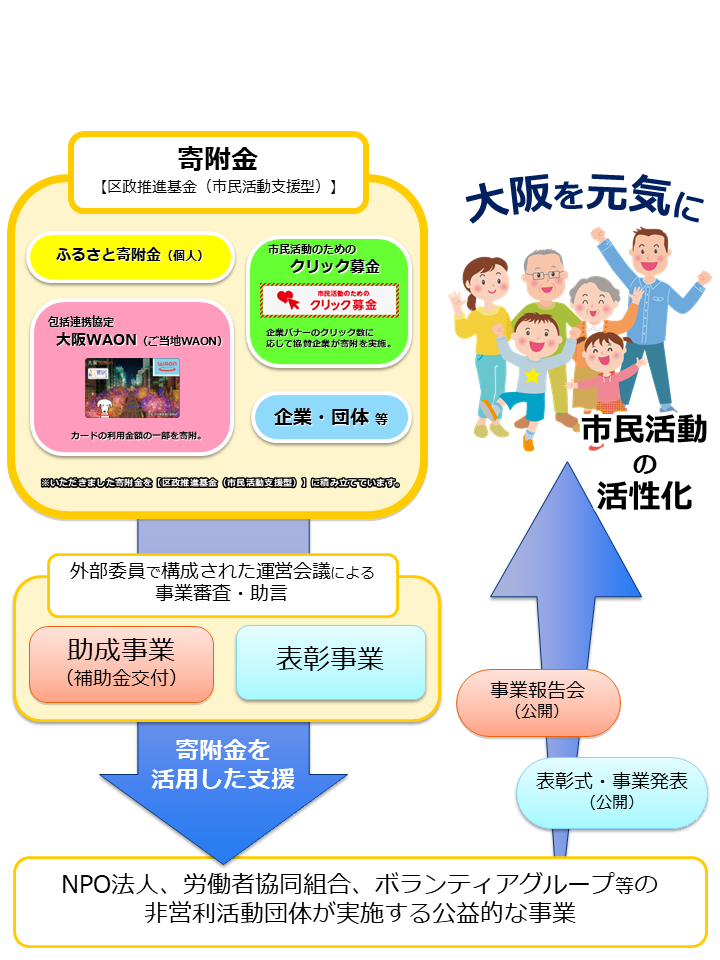 寄附金
【区政推進基金（市民活動支援型）】
ふるさと寄附金（個人）
市民活動のための
クリック募金
市民活動のための
クリック募金
企業バナーのクリック数に
応じて協賛企業が寄附を実施。
包括連携協定
大阪WAON（ご当地WAON）
カードの利用金額の一部を寄附。
企業・団体 等
※いただきました寄附金を【区政推進基金（市民活動支援型）】に積み立てています。
外部委員で構成された運営会議による
事業審査・助言
助成事業
（補助金交付）
表彰事業
寄附金を
活用した支援
大阪を元気に
市民活動
の
活性化
事業報告会
（公開）
表彰式・事業発表
（公開）
NPO法人、労働者協同組合、ボランティアグループ等の
非営利活動団体が実施する公益的な事業